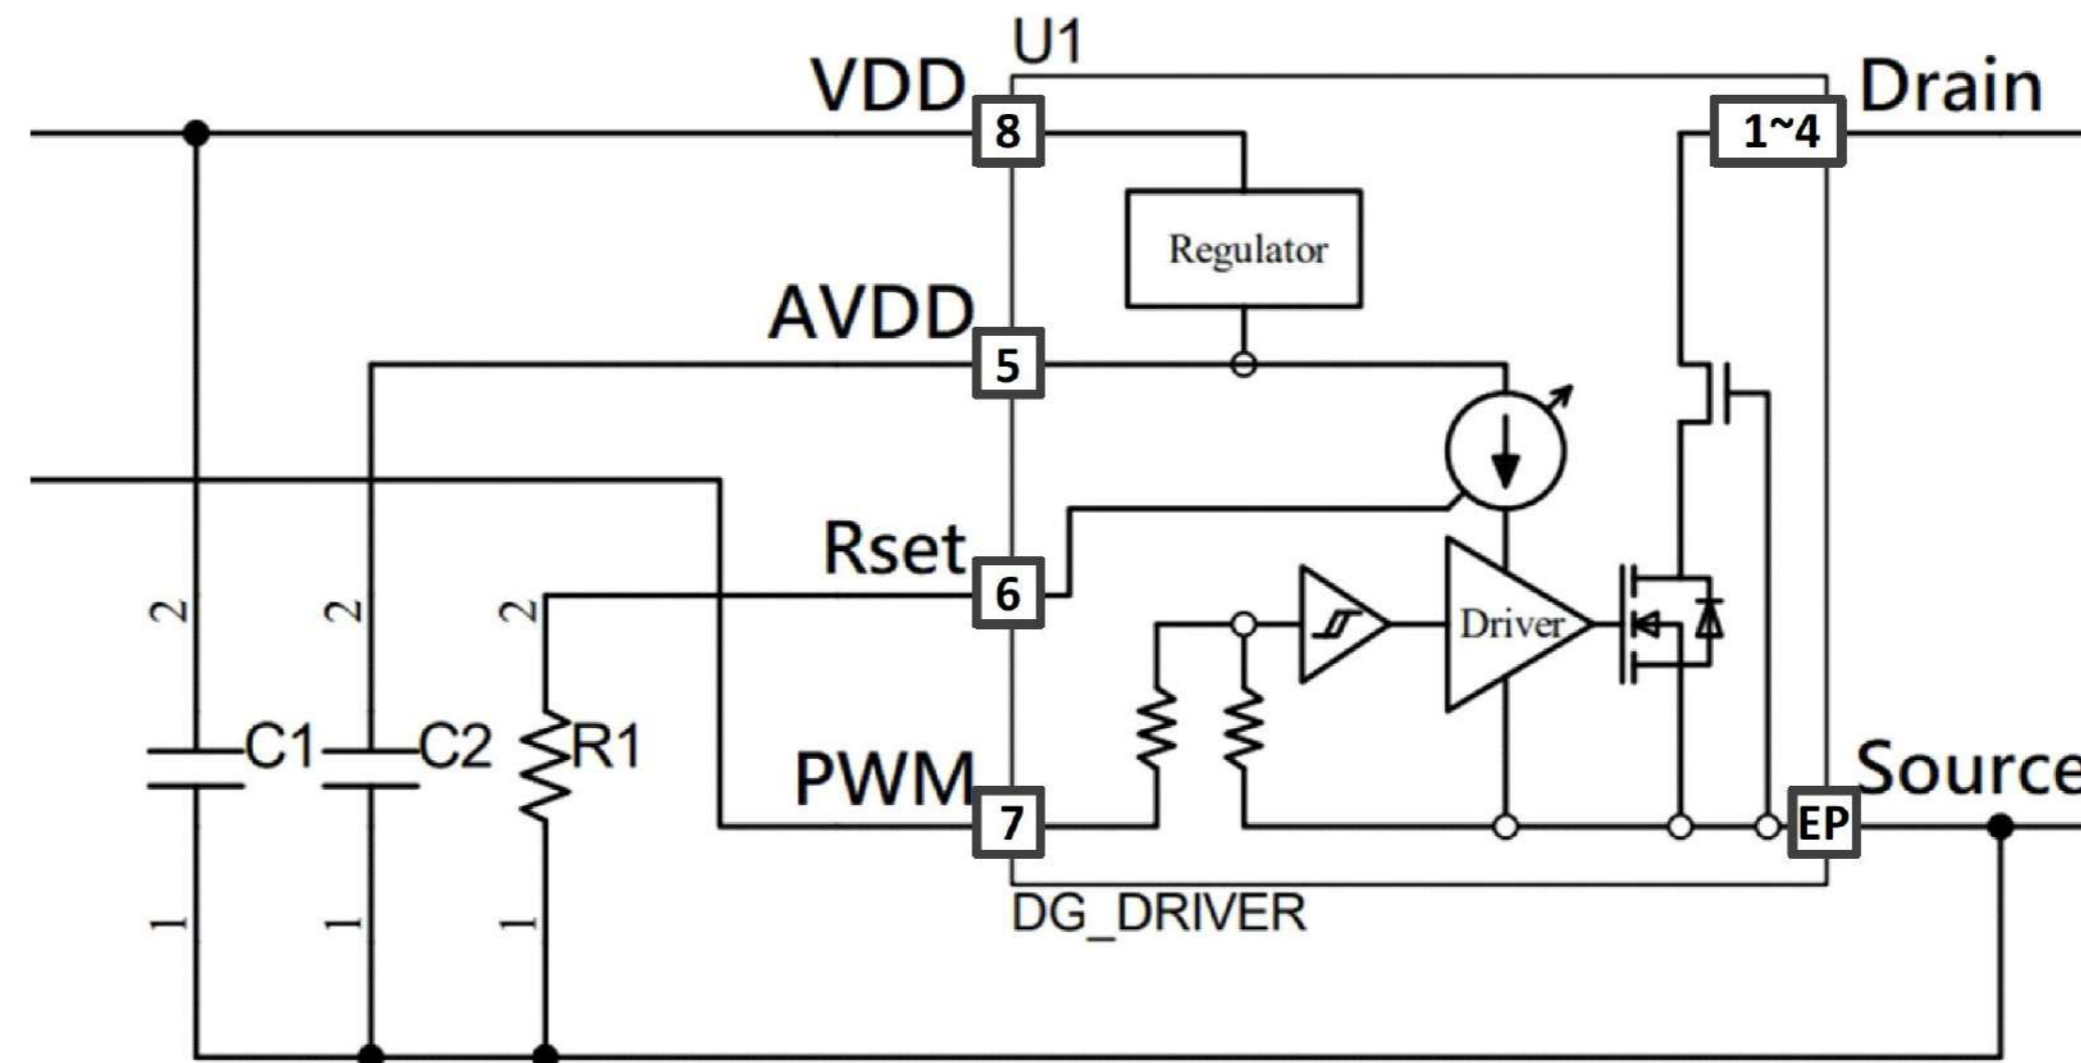 U1
VDD
8
1~4
Drain
Regulator
AVDD
5
Rset
6
2
2
2
Driver
C1
C2
R1
PWM
7
EP
Source
1
1
1
DG_DRIVER